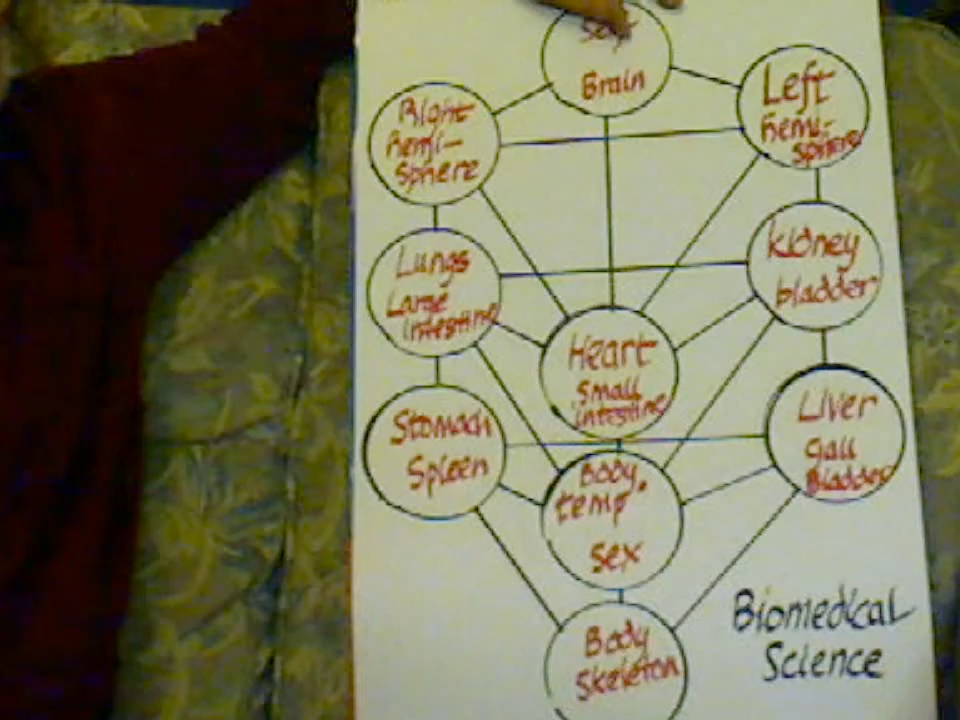 Self
Brain
Left
hemi-
sphere
Right
hemi-
sphere
Lungs
Large
intestine
kidney
bladder
Heart
Small
intestine
Stomach
Spleen
Liver
Gall
Bladder
Body.
temp
sex
Body
Skeleton
Biomedical
Science